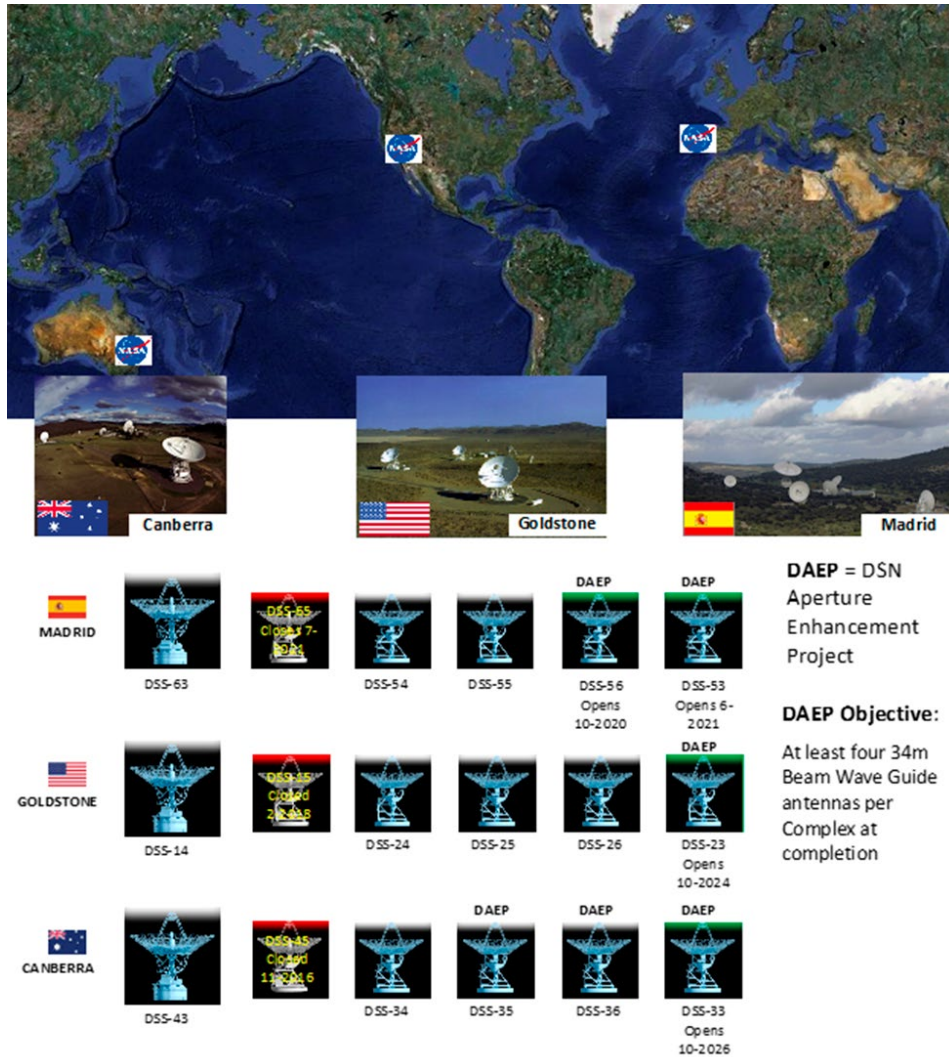 NASA
NASA
NASA
Canberra
Goldstone
Madrid
DAEP = DSN
Aperture
Enhancement
Project
DAEP Objective:
At least four 34m
Beam Wave Guide
antennas per
Complex at
completion
MADRID
DSS-63
DSS-65
Closes 7-
2021
DSS-54
DSS-55
DAEP
DSS-56
Opens
10-2020
DAEP
DSS-53
Opens 6-
2021
GOLDSTONE
DSS-14
DSS-15
Closed
2-2018
DSS-24
DSS-25
DSS-26
DAEP
DSS-23
Opens
10-2024
CANBERRA
DSS-43
DSS-45
Closed
11-2016
DSS-34
DAEP
DSS-35
DAEP
DSS-36
DAEP
DSS-33
Opens
10-2026